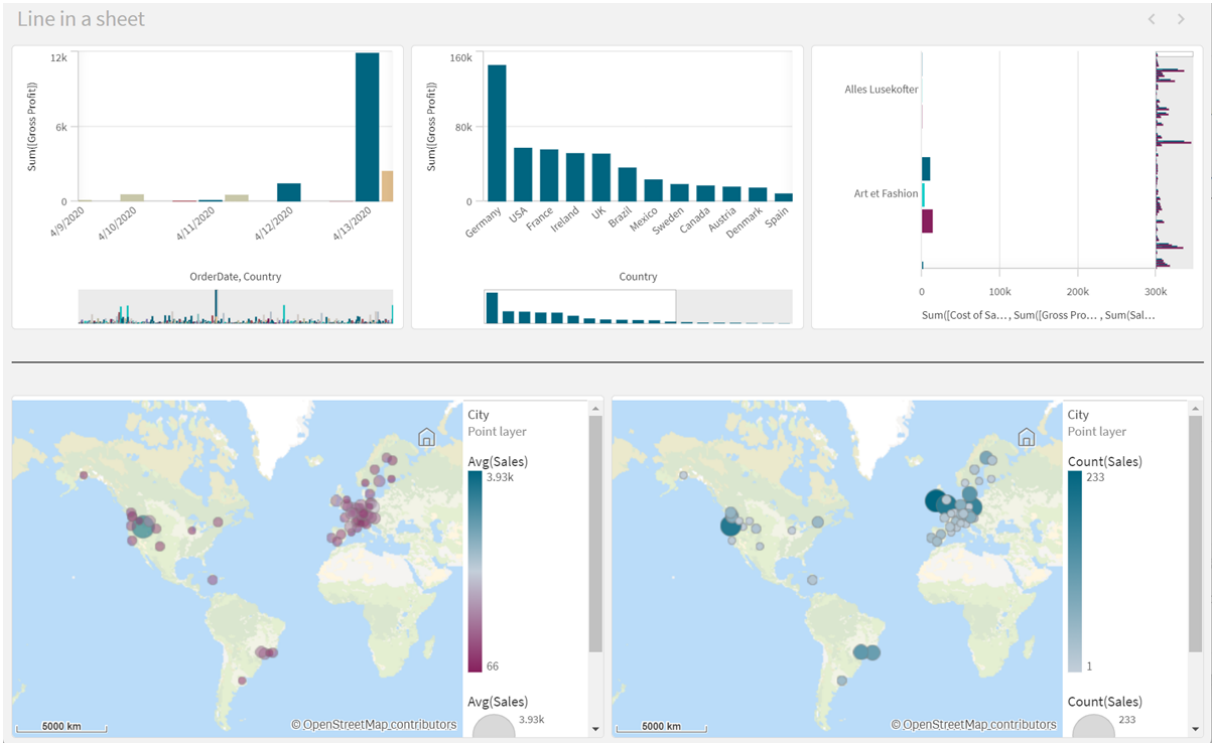 Line in a sheet
12k
6k
0
Sum([Gross Profit])
4/9/2020
4/10/2020
4/11/2020
4/12/2020
4/13/2020
OrderDate, Country
160k
80k
0
Sum([Gross Profit])
Germany
USA
France
Ireland
UK
Brazil
Mexico
Sweden
Canada
Austria
Denmark
Spain
Country
Alles Lusekofter
Art et Fashion
0
100k
200k
300k
Sum([Cost of Sa... , Sum([Gross Pro... , Sum(Sal...
5000 km
© OpenStreetMap contributors
City
Point layer
Avg(Sales)
3.93k
66
Avg(Sales)
3.93k
5000 km
© OpenStreetMap contributors
City
Point layer
Count(Sales)
233
1
Count(Sales)
233